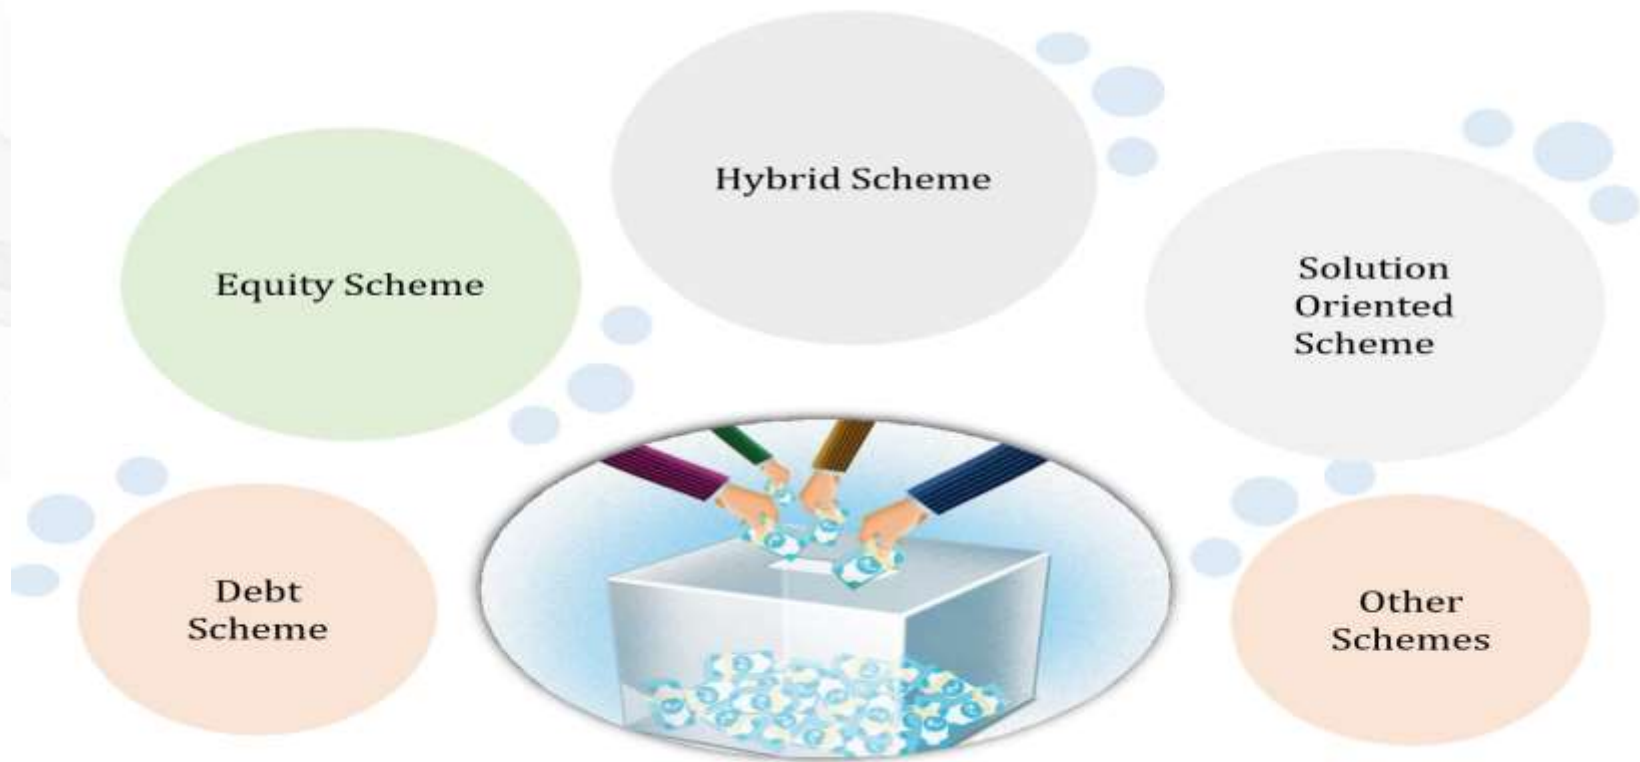 Hybrid Scheme
Equity Scheme
Solution
Oriented
Scheme
Debt
Scheme
Other
Schemes